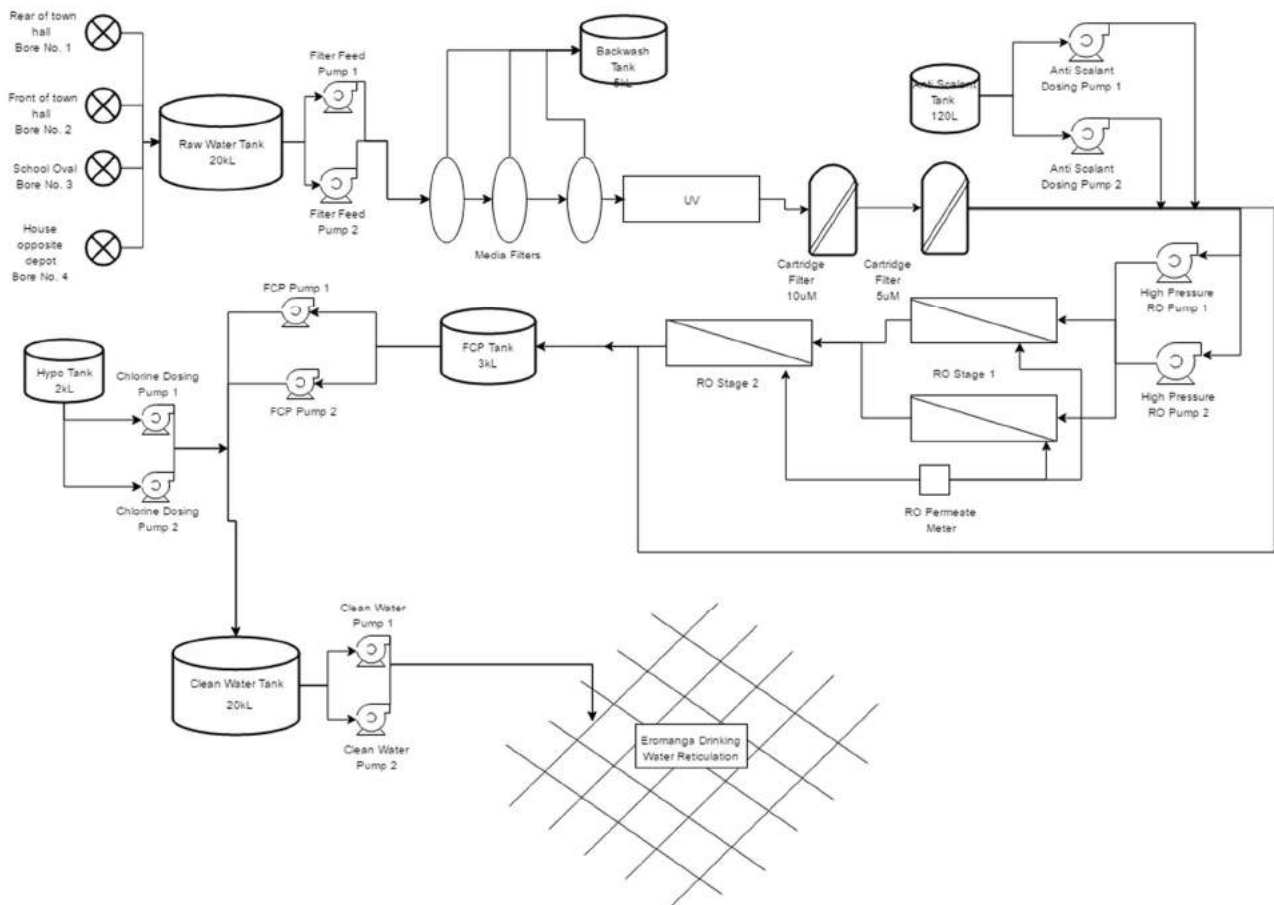 Rear of town
hall
Bore No. 1
Front of town
hall
Bore No. 2
School Oval
Bore No. 3
House
opposite
depot
Bore No. 4
Raw Water Tank
20kL
Filter Feed
Pump 1
Filter Feed
Pump 2
Backwash
Tank
5kL
Media Filters
UV
Cartridge
Filter
10uM
Cartridge
Filter
5uM
Anti Scalant
Tank
120L
Anti Scalant
Dosing Pump 1
Anti Scalant
Dosing Pump 2
High Pressure
RO Pump 1
High Pressure
RO Pump 2
RO Stage 1
RO Stage 2
RO Permeate
Meter
FCP Tank
3kL
FCP Pump 1
FCP Pump 2
Hypo Tank
2kL
Chlorine Dosing
Pump 1
Chlorine Dosing
Pump 2
Clean Water Tank
20kL
Clean Water
Pump 1
Clean Water
Pump 2
Eromanga Drinking
Water Reticulation